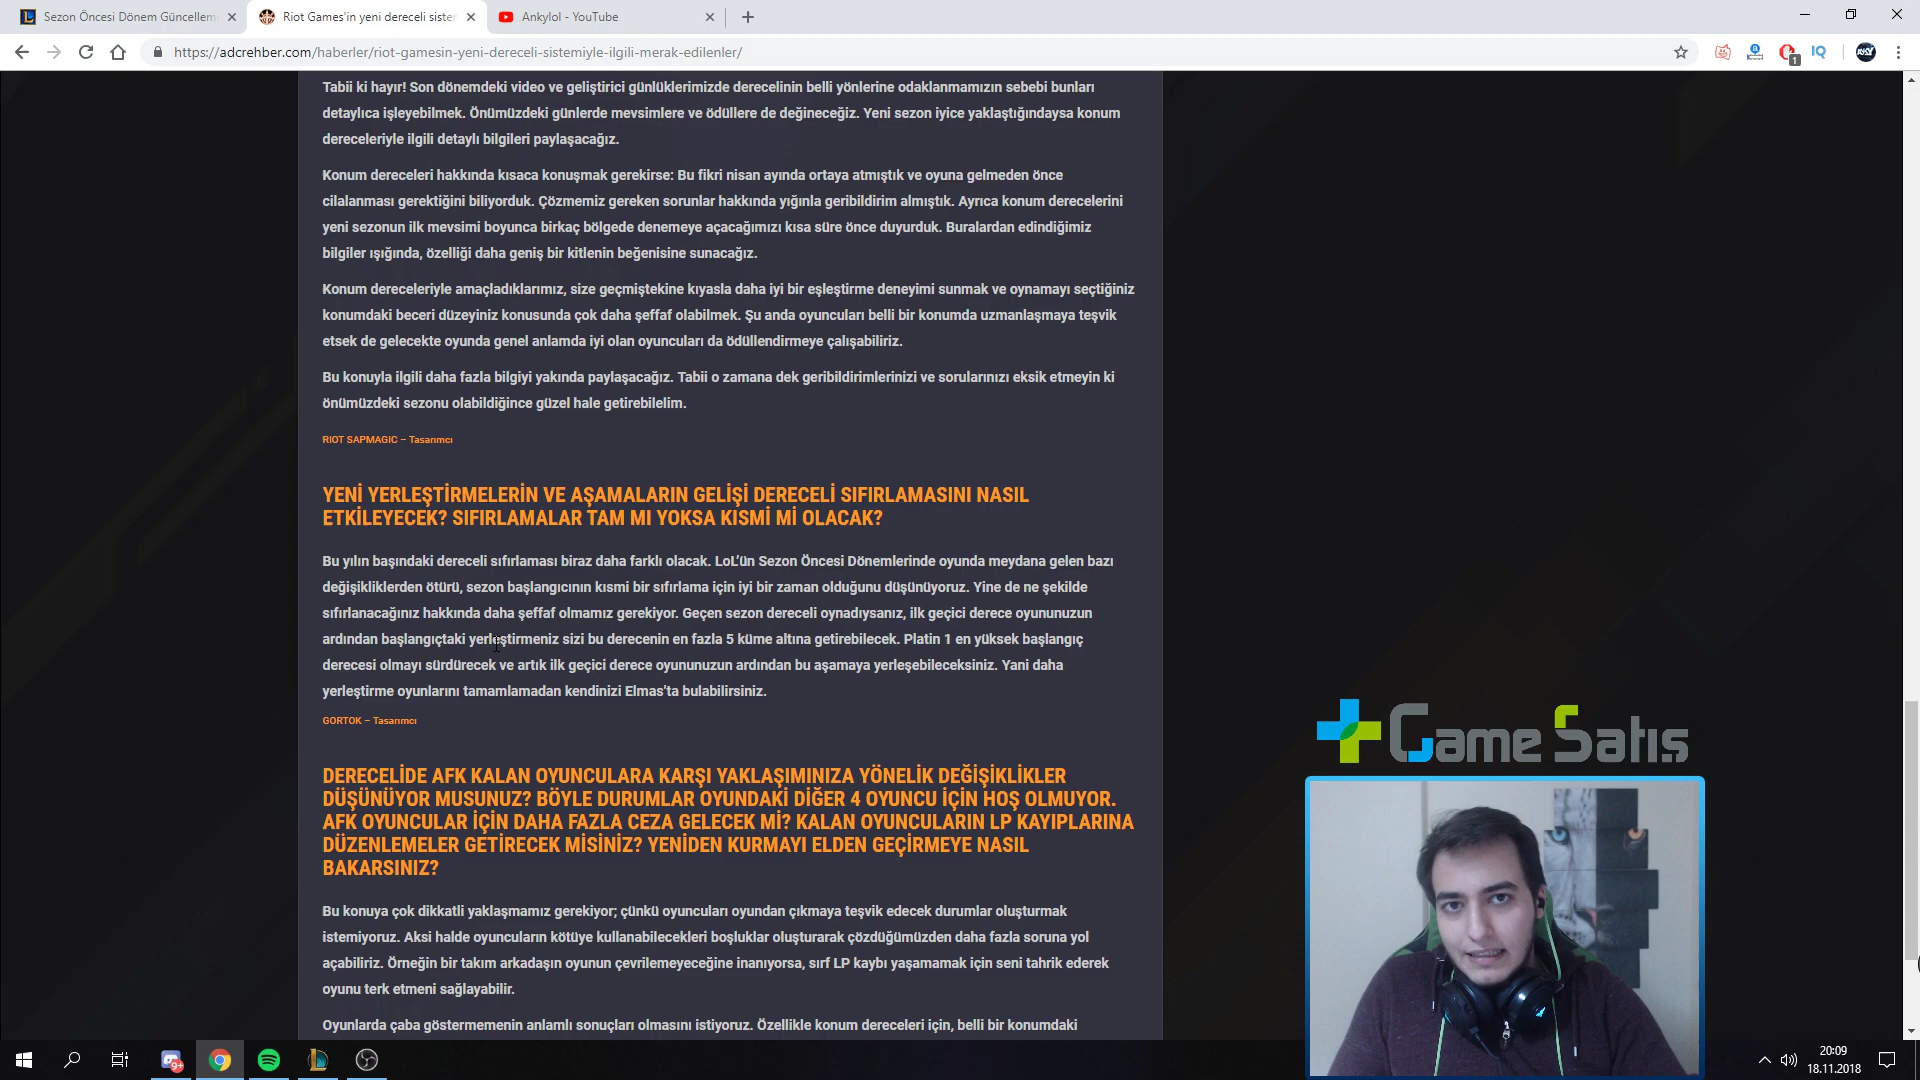 Sezon Öncesi Dönem Güncellem
Riot Games'in yeni dereceli sister
Ankylol - YouTube
https://adcrehber.com/haberler/riot-gamesin-yeni-dereceli-sistemiyle-ilgili-merak-edilenler/
Tabii ki hayır! Son dönemdeki video ve geliştirici günlüklerimizde derecelinin belli yönlerine odaklanmamızın sebebi bunları
detaylıca işleyebilmek. Önümüzdeki günlerde mevsimlere ve ödüllere de değineceğiz. Yeni sezon iyice yaklaştığındaysa konum
dereceleriyle ilgili detaylı bilgileri paylaşacağız.
Konum dereceleri hakkında kısaca konuşmak gerekirse: Bu fikri nisan ayında ortaya atmıştık ve oyuna gelmeden önce
cilalanması gerektiğini biliyorduk. Çözmemiz gereken sorunlar hakkında yığınla geribildirim almıştık. Ayrıca konum derecelerini
yeni sezonun ilk mevsimi boyunca birkaç bölgede denemeye açacağımızı kısa süre önce duyurduk. Buralardan edindiğimiz
bilgiler ışığında, özelliği daha geniş bir kitlenin beğenisine sunacağız.
Konum dereceleriyle amaçladıklarımız, size geçmiştekine kıyasla daha iyi bir eşleştirme deneyimi sunmak ve oynamayı seçtiğiniz
konumdaki beceri düzeyiniz konusunda çok daha şeffaf olabilmek. Şu anda oyuncuları belli bir konumda uzmanlaşmaya teşvik
etsek de gelecekte oyunda genel anlamda iyi olan oyuncuları da ödüllendirmeye çalışabiliriz.
Bu konuyla ilgili daha fazla bilgiyi yakında paylaşacağız. Tabii o zamana dek geribildirimlerinizi ve sorularınızı eksik etmeyin ki
önümüzdeki sezonu olabildiğince güzel hale getirebilelim.
RIOT SAPMAGIC – Tasarımcı
YENİ YERLEŞTİRMELERİN VE AŞAMALARIN GELİŞİ DERECELİ SIFIRLAMASINI NASIL
ETKİLEYECEK? SIFIRLAMALAR TAM MI YOKSA KISMİ Mİ OLACAK?
Bu yılın başındaki dereceli sıfırlaması biraz daha farklı olacak. LoL'ün Sezon Öncesi Dönemlerinde oyunda meydana gelen bazı
değişikliklerden ötürü, sezon başlangıcının kısmi bir sıfırlama için iyi bir zaman olduğunu düşünüyoruz. Yine de ne şekilde
sıfırlanacağınız hakkında daha şeffaf olmamız gerekiyor. Geçen sezon dereceli oynadıysanız, ilk geçici derece oyununuzun
ardından başlangıçtaki yerleştirmeniz sizi bu derecenin en fazla 5 küme altına getirebilecek. Platin 1 en yüksek başlangıç
derecesi olmayı sürdürecek ve artık ilk geçici derece oyununuzun ardından bu aşamaya yerleşebileceksiniz. Yani daha
yerleştirme oyunlarını tamamlamadan kendinizi Elmas'ta bulabilirsiniz.
GORTOK – Tasarımcı
DERECELİDE AFK KALAN OYUNCULARA KARŞI YAKLAŞIMINIZA YÖNELİK DEĞİŞİKLİKLER
DÜŞÜNÜYOR MUSUNUZ? BÖYLE DURUMLAR OYUNDAKİ DİĞER 4 OYUNCU İÇİN HOŞ OLMUYOR.
AFK OYUNCULAR İÇİN DAHA FAZLA CEZA GELECEK Mİ? KALAN OYUNCULARIN LP KAYIPLARINA
DÜZENLEMELER GETİRECEK MİSİNİZ? YENİDEN KURMAYI ELDEN GEÇİRMEYE NASIL
BAKARSINIZ?
Bu konuya çok dikkatli yaklaşmamız gerekiyor; çünkü oyuncuları oyundan çıkmaya teşvik edecek durumlar oluşturmak
istemiyoruz. Aksi halde oyuncuların kötüye kullanabilecekleri boşluklar oluşturarak çözdüğümüzden daha fazla soruna yol
açabiliriz. Örneğin bir takım arkadaşın oyunun çevrilemeyeceğine inanıyorsa, sırf LP kaybı yaşamamak için seni tahrik ederek
oyunu terk etmeni sağlayabilir.
Oyunlarda çaba göstermemenin anlamlı sonuçları olmasını istiyoruz. Özellikle konum dereceleri için, belli bir konumdaki
Game Satış
9+
1
IQ
20:09
18.11.2018